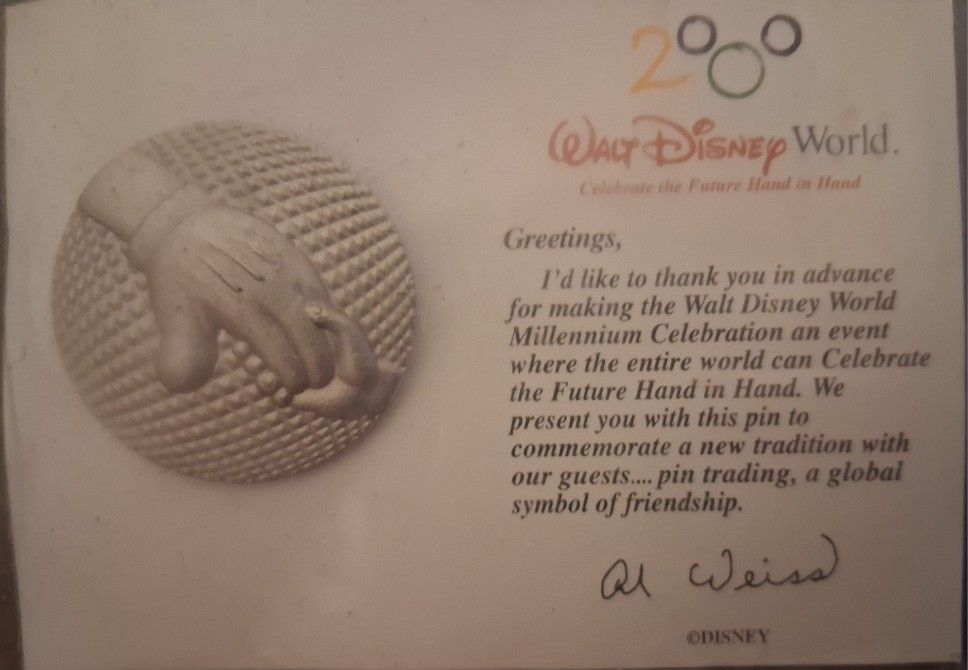 2000
Walt Disney World.
Celebrate the Future Hand in Hand
Greetings,
I'd like to thank you in advance
for making the Walt Disney World
Millennium Celebration an event
where the entire world can Celebrate
the Future Hand in Hand. We
present you with this pin to
commemorate a new tradition with
our guests.... pin trading, a global
symbol of friendship.
Al Weiss
©DISNEY